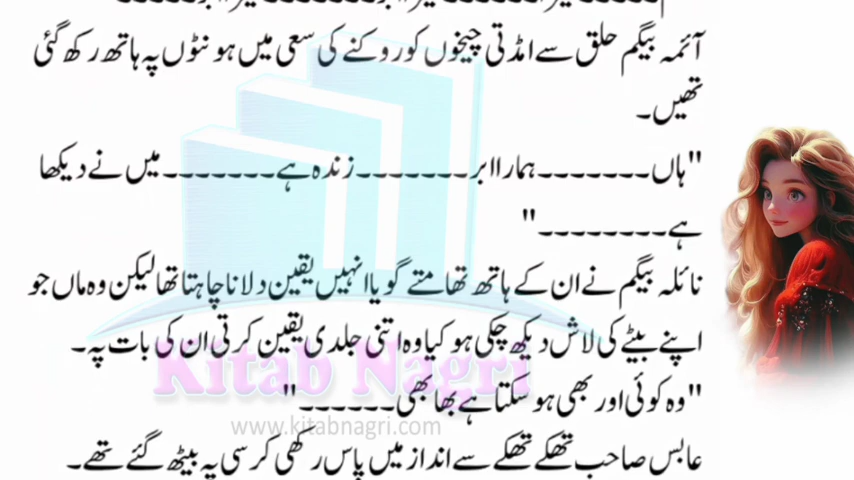 آئمہ بیگم حلق سے امڈتی چیخوں کو روکنے کی سعی میں ہونٹوں پہ ہاتھ رکھ گئی
تھیں۔
"ہاں۔۔۔۔۔۔۔ہمارا ابر۔۔۔۔۔۔۔زندہ ہے۔۔۔۔۔۔۔میں نے دیکھا
ہے۔۔۔۔۔۔۔۔"
نائلہ بیگم نے ان کے ہاتھ تھامتے گویا انہیں یقین دلانا چاہتا تھا لیکن وہ ماں جو
اپنے بیٹے کی لاش دیکھ چکی ہو کیا وہ اتنی جلدی یقین کرتی ان کی بات پہ۔
Kitab Nagri
"وہ کوئی اور بھی ہو سکتا ہے بھابھی۔۔۔۔۔۔"
www.kitabnagri.com
عابس صاحب تھکے تھکے سے انداز میں پاس رکھی کرسی پہ بیٹھ گئے تھے۔